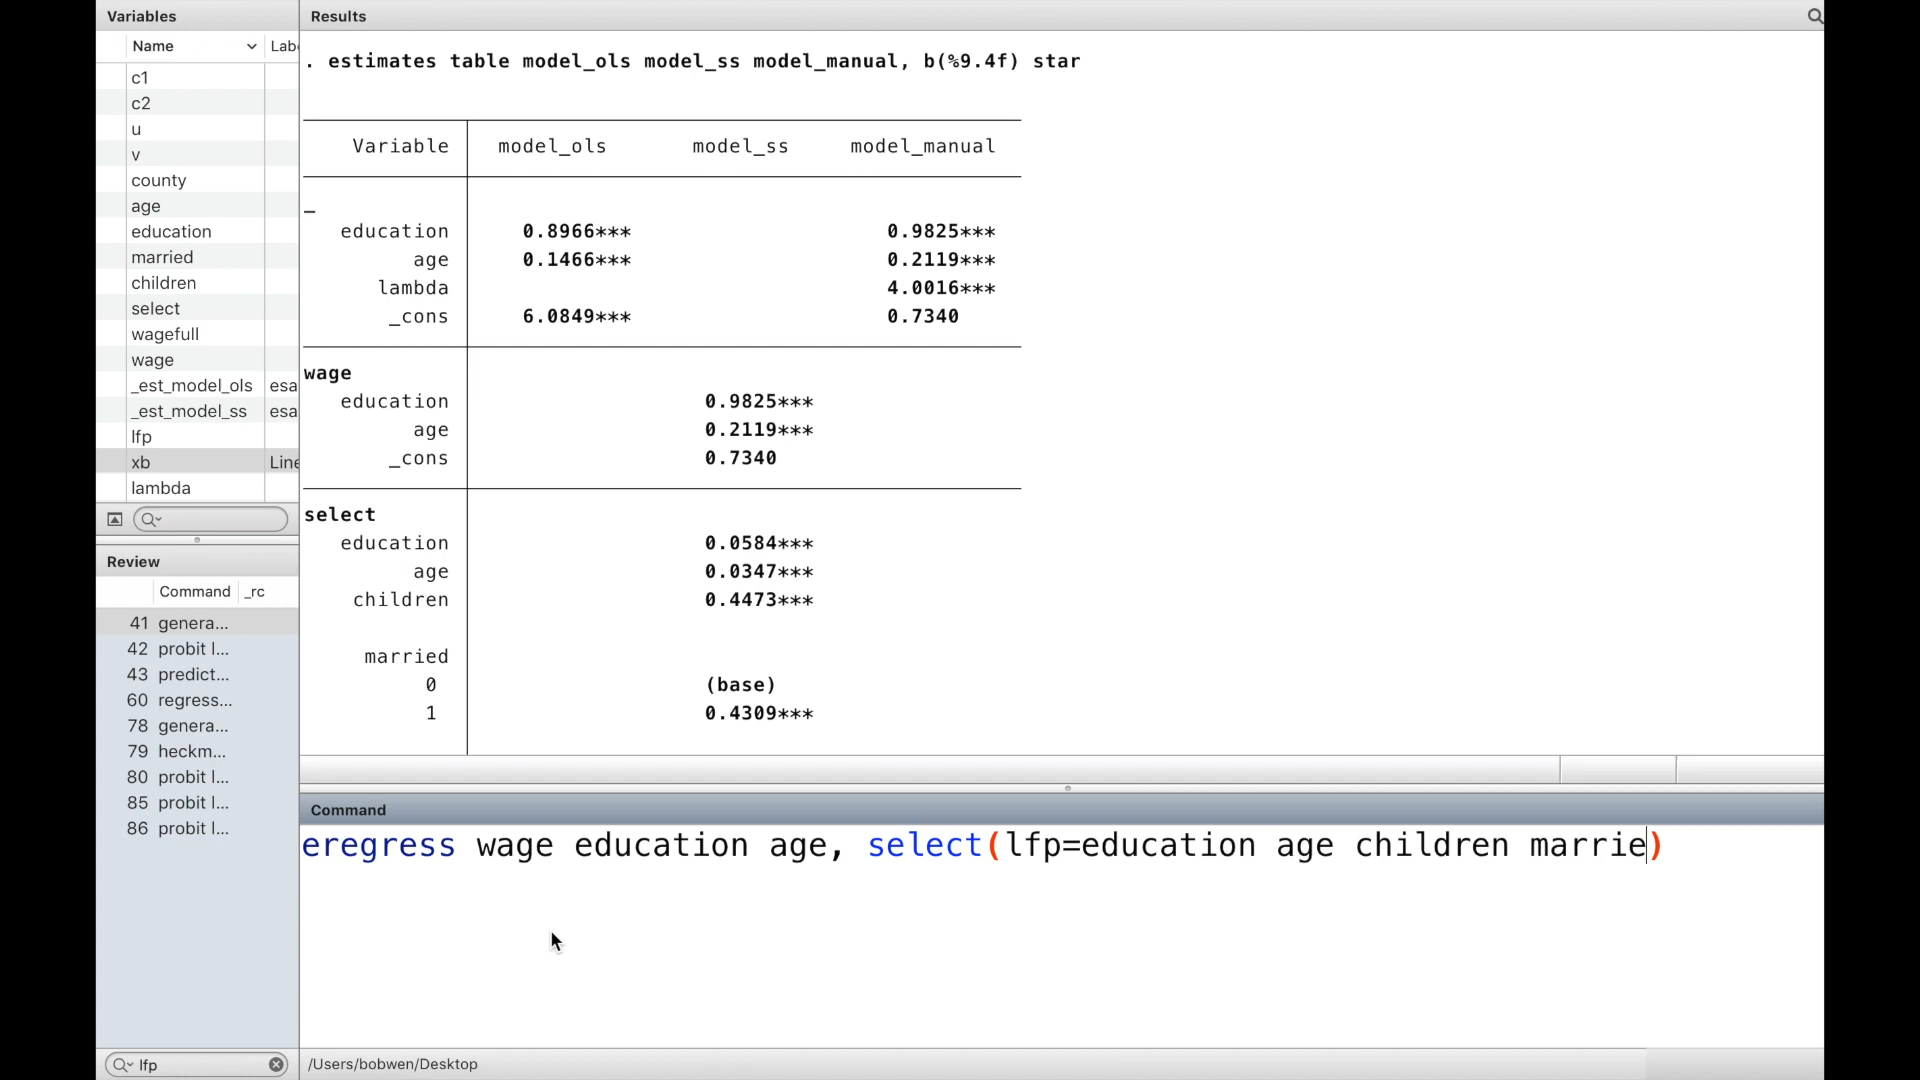 Variables
Name
Labe
c1
c2
u
v
county
age
education
married
children
select
wagefull
wage
_est_model_ols esa
_est_model_ss esa
lfp
xb Line
lambda
Review
Command _rc
41 genera...
42 probit l...
43 predict...
60 regress...
78 genera...
79 heckm...
80 probit l...
85 probit l...
86 probit l...
lfp
Results
. estimates table model_ols model_ss model_manual, b(%9.4f) star
Variable model_ols model_ss model_manual
_
education 0.8966*** 0.9825***
age 0.1466*** 0.2119***
lambda 4.0016***
_cons 6.0849*** 0.7340
wage
education 0.9825***
age 0.2119***
_cons 0.7340
select
education 0.0584***
age 0.0347***
children 0.4473***
married
0 (base)
1 0.4309***
Command
eregress wage education age, select(lfp=education age children marrie)
/Users/bobwen/Desktop